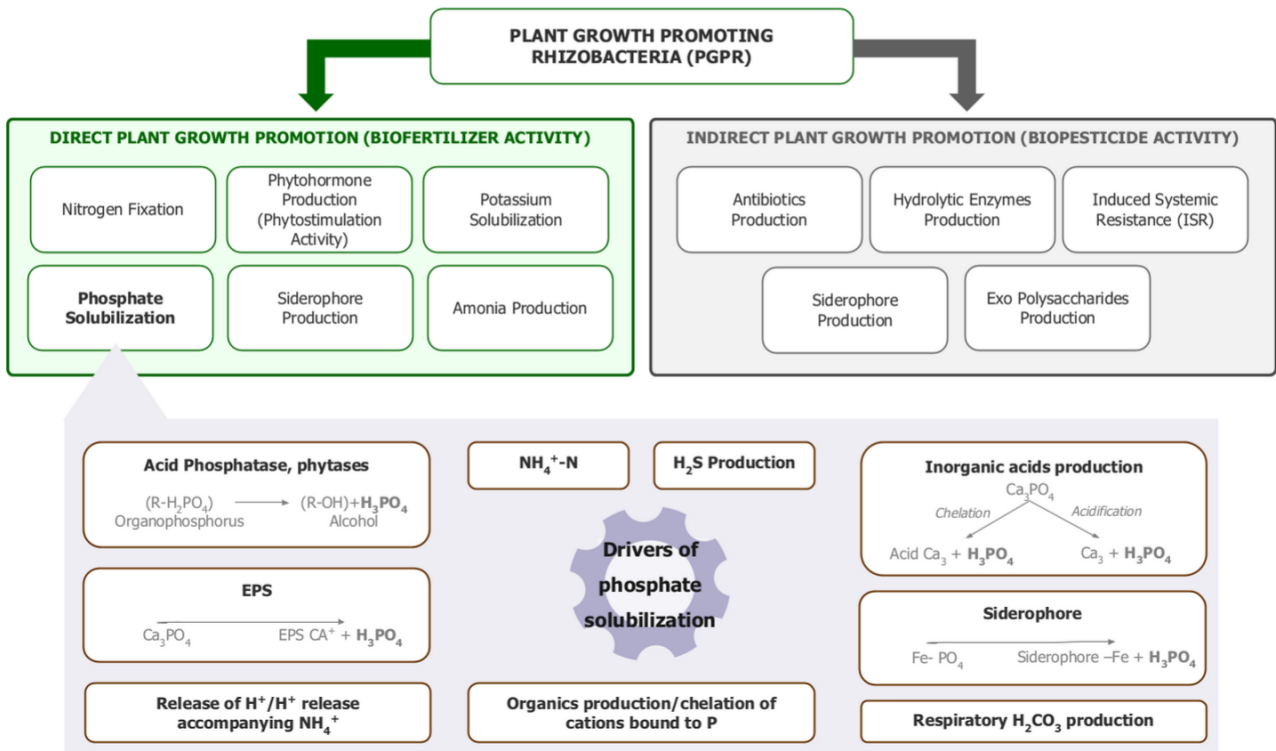 PLANT GROWTH PROMOTING
RHIZOBACTERIA (PGPR)
DIRECT PLANT GROWTH PROMOTION (BIOFERTILIZER ACTIVITY)
Nitrogen Fixation
Phytohormone
Production
(Phytostimulation
Activity)
Potassium
Solubilization
Phosphate
Solubilization
Siderophore
Production
Amonia Production
INDIRECT PLANT GROWTH PROMOTION (BIOPESTICIDE ACTIVITY)
Antibiotics
Production
Hydrolytic Enzymes
Production
Induced Systemic
Resistance (ISR)
Siderophore
Production
Exo Polysaccharides
Production
Acid Phosphatase, phytases
(R-H₂PO₄) (R-OH)+H₃PO₄
Organophosphorus Alcohol
EPS
Ca₃PO₄ EPS CA⁺ + H₃PO₄
Release of H⁺/H⁺ release
accompanying NH₄⁺
NH₄⁺-N
H₂S Production
Drivers of
phosphate
solubilization
Organics production/chelation of
cations bound to P
Inorganic acids production
Ca₃PO₄
Chelation Acidification
Acid Ca₃ + H₃PO₄ Ca₃ + H₃PO₄
Siderophore
Fe- PO₄ Siderophore –Fe + H₃PO₄
Respiratory H₂CO₃ production